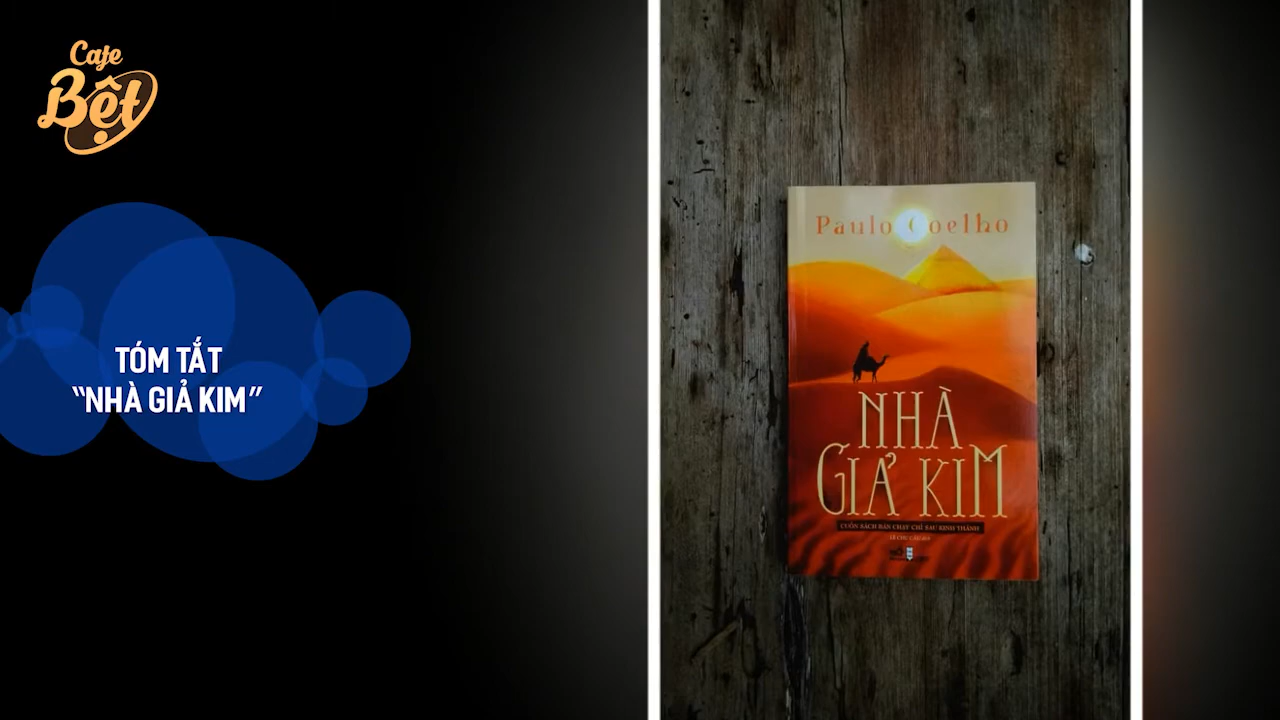 Cafe
Bệt
TÓM TẮT
“NHÀ GIẢ KIM”
Paulo Coelho
NHÀ
GIẢ KIM
CUỐN SÁCH BÁN CHẠY CHỈ SAU KINH THÁNH